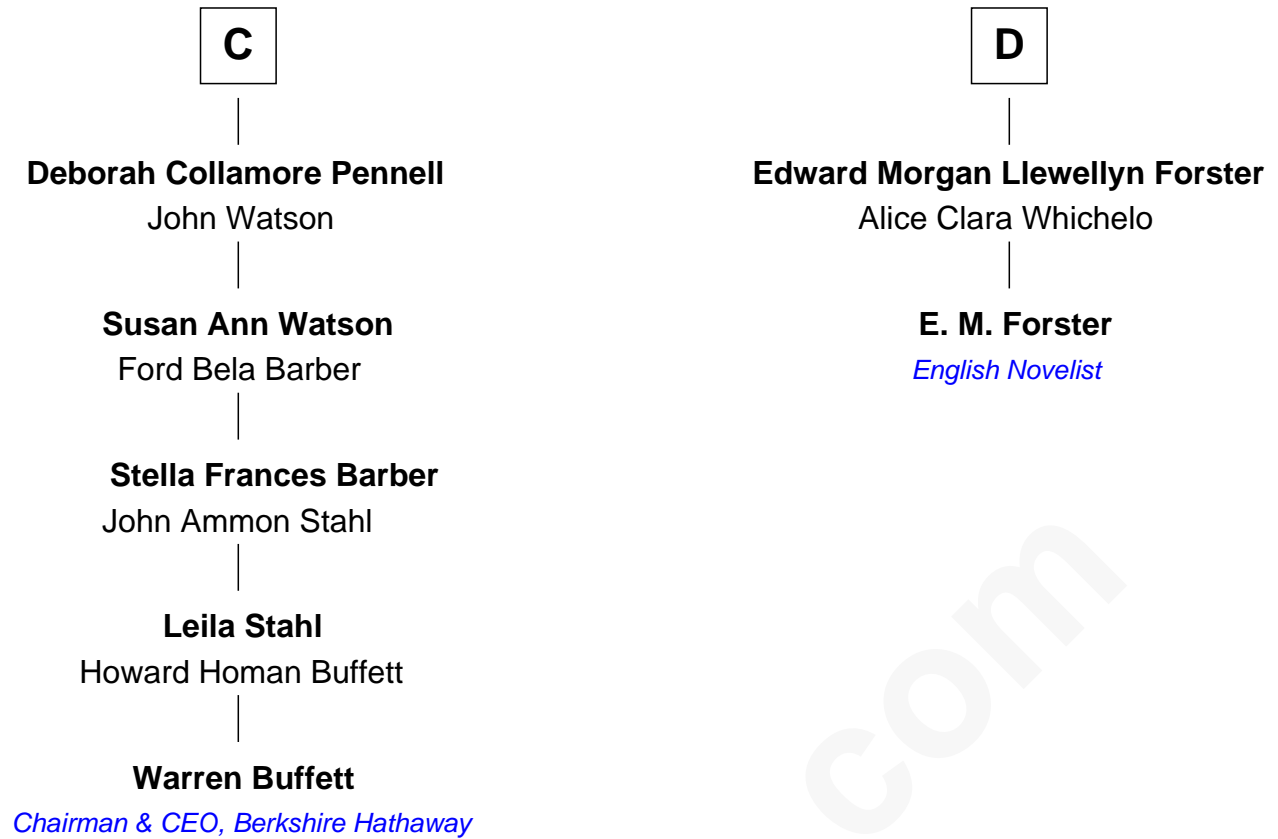 C
Deborah Collamore Pennell
John Watson
Susan Ann Watson
Ford Bela Barber
Stella Frances Barber
John Ammon Stahl
Leila Stahl
Howard Homan Buffett
Warren Buffett
Chairman & CEO, Berkshire Hathaway
D
Edward Morgan Llewellyn Forster
Alice Clara Whichelo
E. M. Forster
English Novelist
com